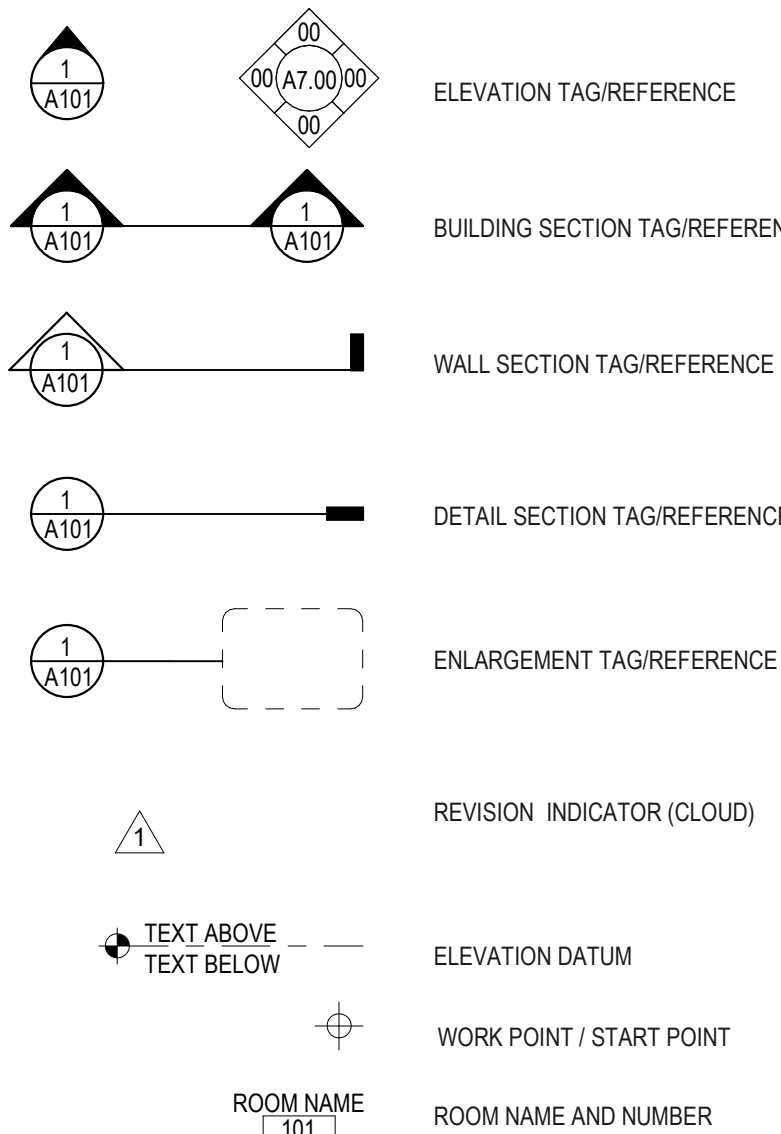 1
A101
00
00 A7.00 00
00
ELEVATION TAG/REFERENCE
1
A101
1
A101
BUILDING SECTION TAG/REFEREN
1
A101
WALL SECTION TAG/REFERENCE
1
A101
DETAIL SECTION TAG/REFERENC
1
A101
ENLARGEMENT TAG/REFERENCE
1
REVISION INDICATOR (CLOUD)
TEXT ABOVE
TEXT BELOW
ELEVATION DATUM
WORK POINT / START POINT
ROOM NAME
101
ROOM NAME AND NUMBER